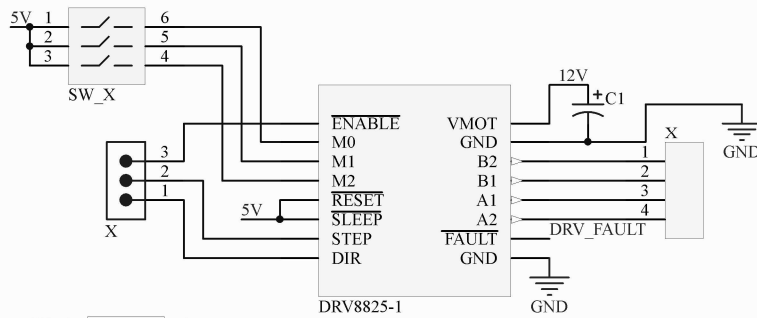 5V 1 6
2 5
3 4
SW_X
12V
+ C1
ENABLE VMOT
M0 GND
X
GND
3 M1 B2 1
2 M2 B1 2
1 RESET A1 3
5V SLEEP A2 4
X STEP FAULT DRV_FAULT
DIR GND
DRV8825-1 GND